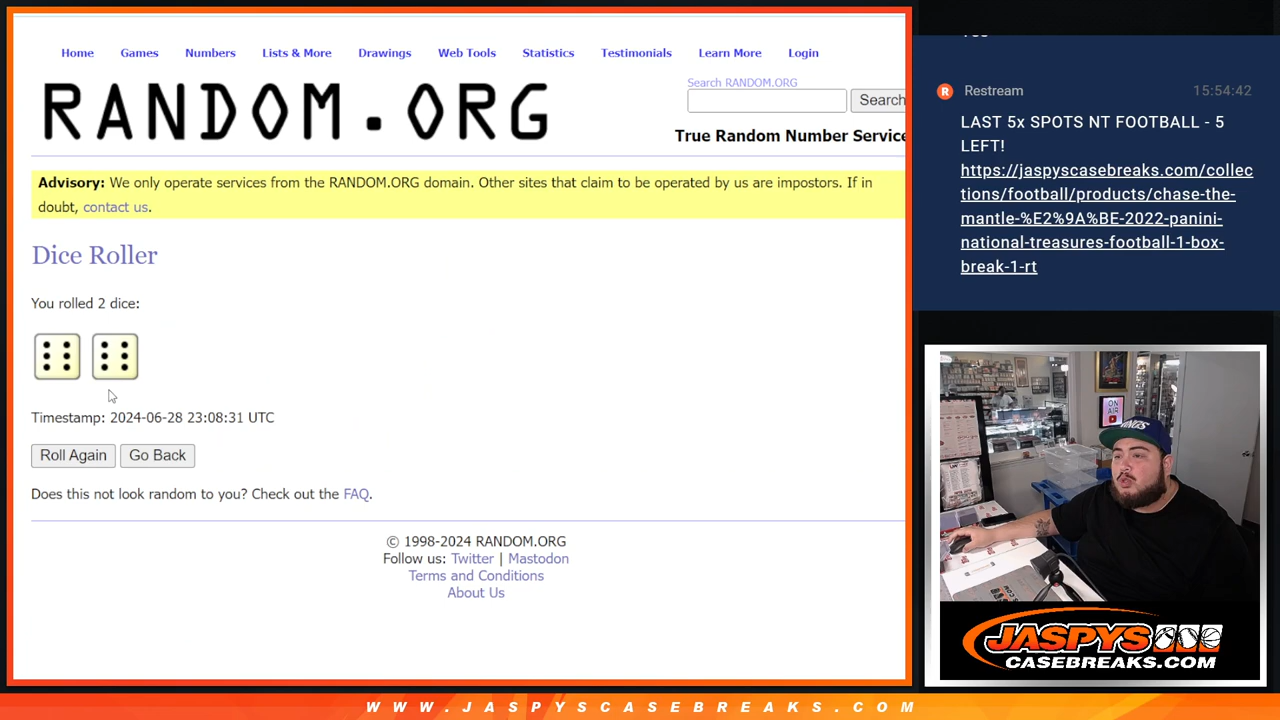 Home Games Numbers Lists & More Drawings Web Tools Statistics Testimonials Learn More Login
RANDOM.ORG
Search RANDOM.ORG
Search
True Random Number Service
Advisory: We only operate services from the RANDOM.ORG domain. Other sites that claim to be operated by us are impostors. If in
doubt, contact us.
Dice Roller
You rolled 2 dice:
Timestamp: 2024-06-28 23:08:31 UTC
Roll Again Go Back
Does this not look random to you? Check out the FAQ.
© 1998-2024 RANDOM.ORG
Follow us: Twitter | Mastodon
Terms and Conditions
About Us
Restream 15:54:42
LAST 5x SPOTS NT FOOTBALL - 5
LEFT!
https://jaspyscasebreaks.com/collec
tions/football/products/chase-the-
mantle-%E2%9A%BE-2022-panini-
national-treasures-football-1-box-
break-1-rt
ON
AIR
JASPYS
CASEBREAKS.COM
WWW.JASPYSCASEBREAKS.COM